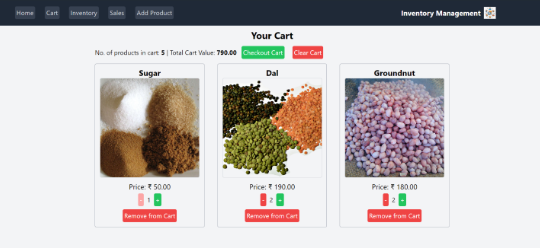 Home Cart Inventory Sales Add Product Inventory Management
Your Cart
No. of products in cart: 5 | Total Cart Value: 790.00 Checkout Cart Clear Cart
Sugar Dal Groundnut
Price: ₹ 50.00 Price: ₹ 190.00 Price: ₹ 180.00
- 1 + - 2 + - 2 +
Remove from Cart Remove from Cart Remove from Cart